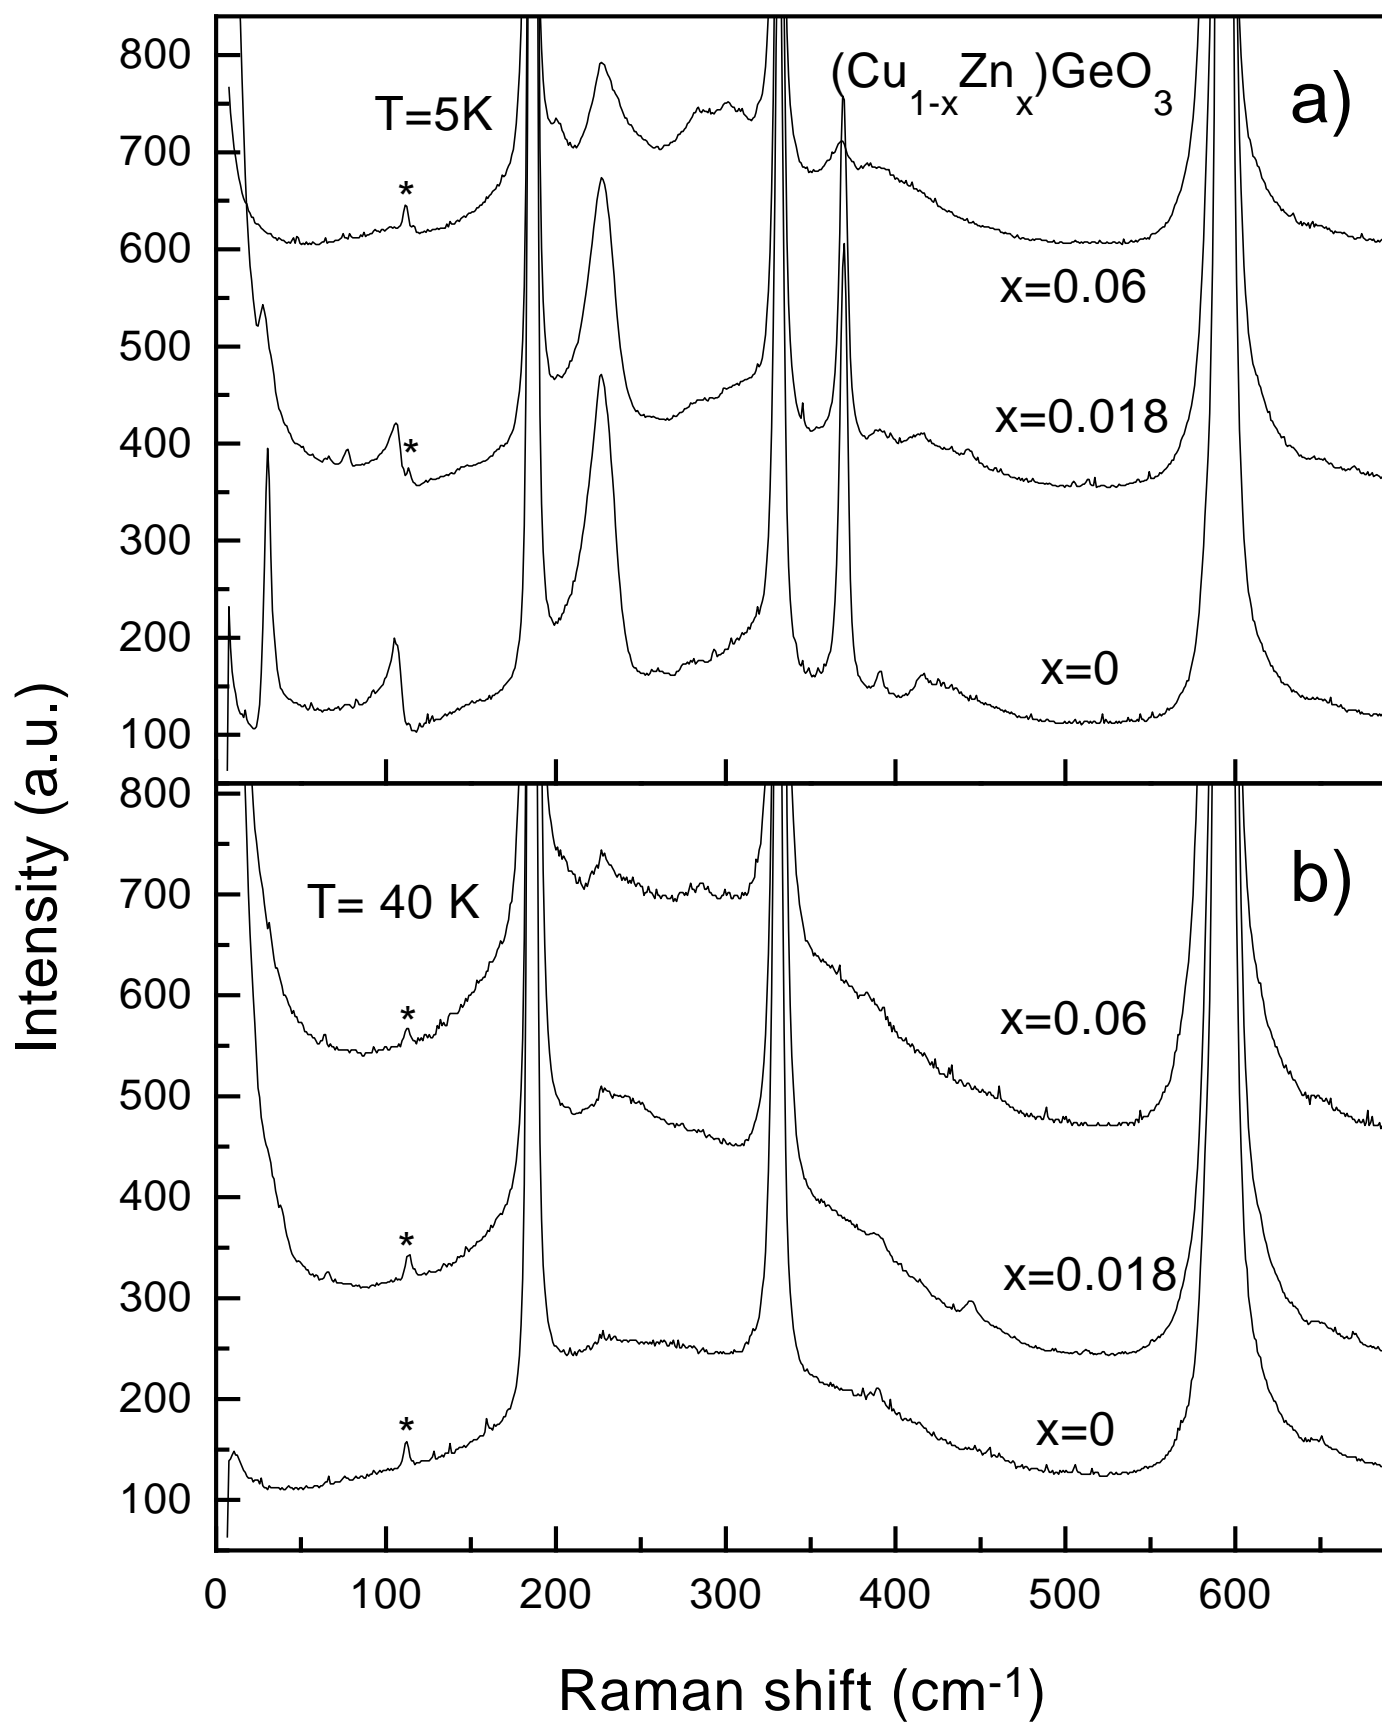 800
(Cu1-xZnx)GeO3
a)
T=5K
700
*
600
x=0.06
500
x=0.018
400
*
300
200
x=0
100
800
b)
700
T= 40 K
600
*
x=0.06
500
400
*
x=0.018
300
200
*
x=0
100
0 100 200 300 400 500 600
Raman shift (cm-1)
Intensity (a.u.)